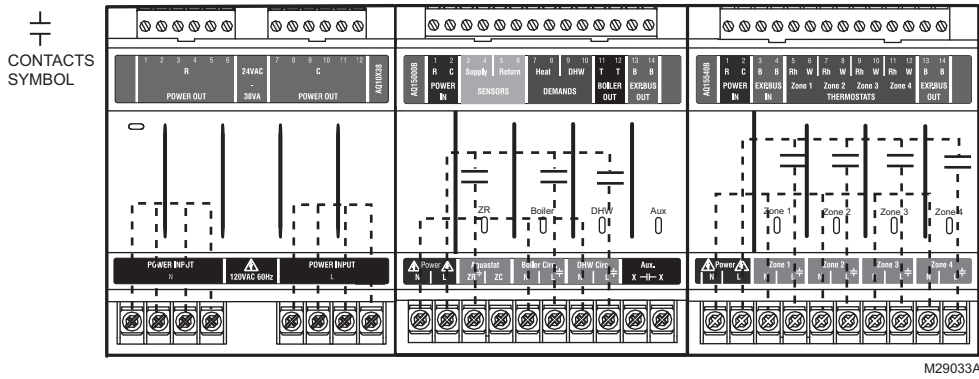 CONTACTS
SYMBOL
1 2 3 4 5 6 7 8 9 10 11 12
R 24VAC C
-
POWER OUT 38VA POWER OUT
AQ10X38
AQ15000B
1 2 3 4 5 6 7 8 9 10 11 12 13 14
R C Supply Return Heat DHW T T B B
POWER IN SENSORS DEMANDS BOILER OUT EXP.BUS OUT
AQ15540B
1 2 3 4 5 6 7 8 9 10 11 12 13 14
R C B B Rh W Rh W Rh W Rh W B B
POWER IN EXP.BUS IN Zone 1 Zone 2 Zone 3 Zone 4 EXP.BUS OUT
THERMOSTATS
ZR Boiler DHW Aux
Zone 1 Zone 2 Zone 3 Zone 4
POWER INPUT POWER INPUT
N 120VAC 60Hz L
Power Aquastat Boiler Circ. DHW Circ. Aux.
N L ZR ZC N L N L X X
Power Zone 1 Zone 2 Zone 3 Zone 4
N L N L N L N L N L
M29033A